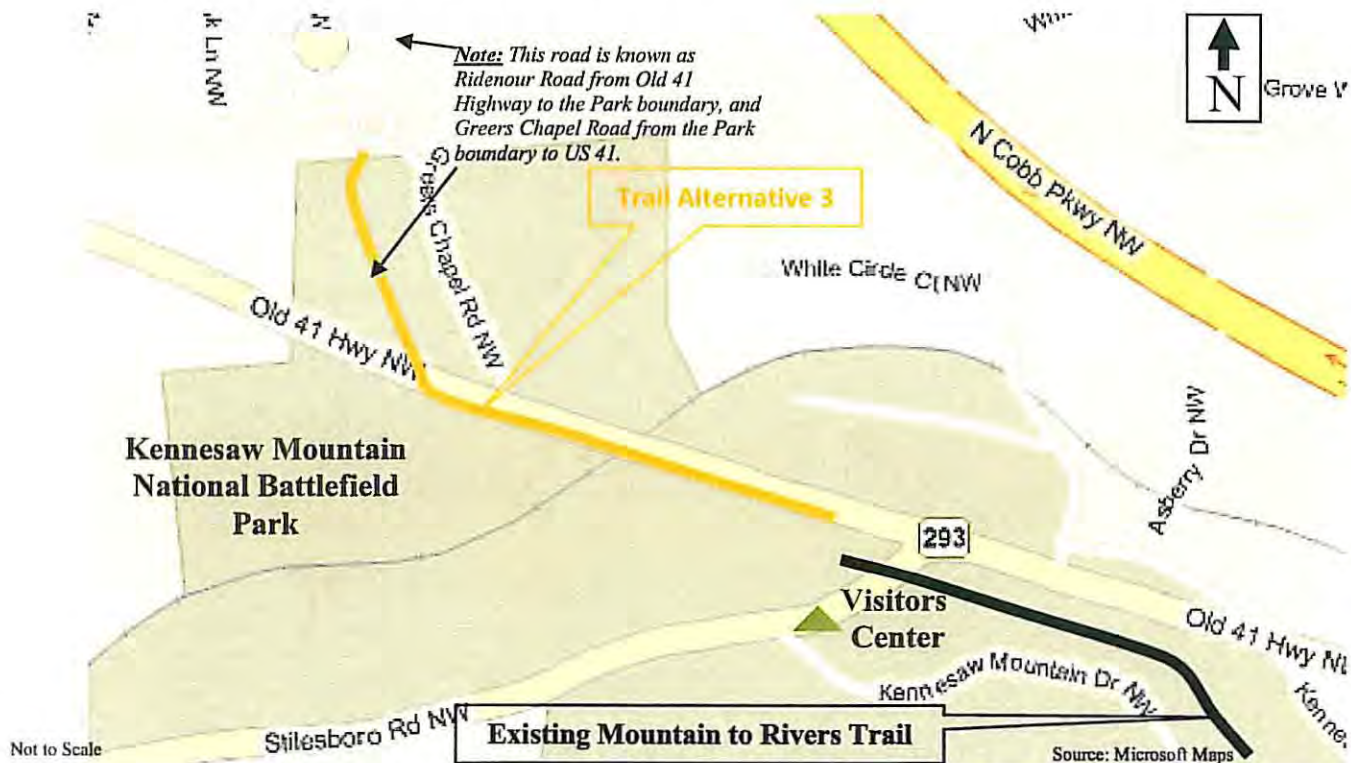 Note: This road is known as
Ridenour Road from Old 41
Highway to the Park boundary, and
Greers Chapel Road from the Park
boundary to US 41.
N
Grove
Ln NW
N Cobb Pkwy NW
Greers Chapel Rd NW
Trail Alternative 3
White Circle Ct NW
Old 41 Hwy NW
Kennesaw Mountain
National Battlefield
Park
Asberry Dr NW
293
Visitors
Center
Old 41 Hwy
Kennesaw Mountain Dr NW
Stilesboro Rd NW
Existing Mountain to Rivers Trail
Not to Scale
Source: Microsoft Maps